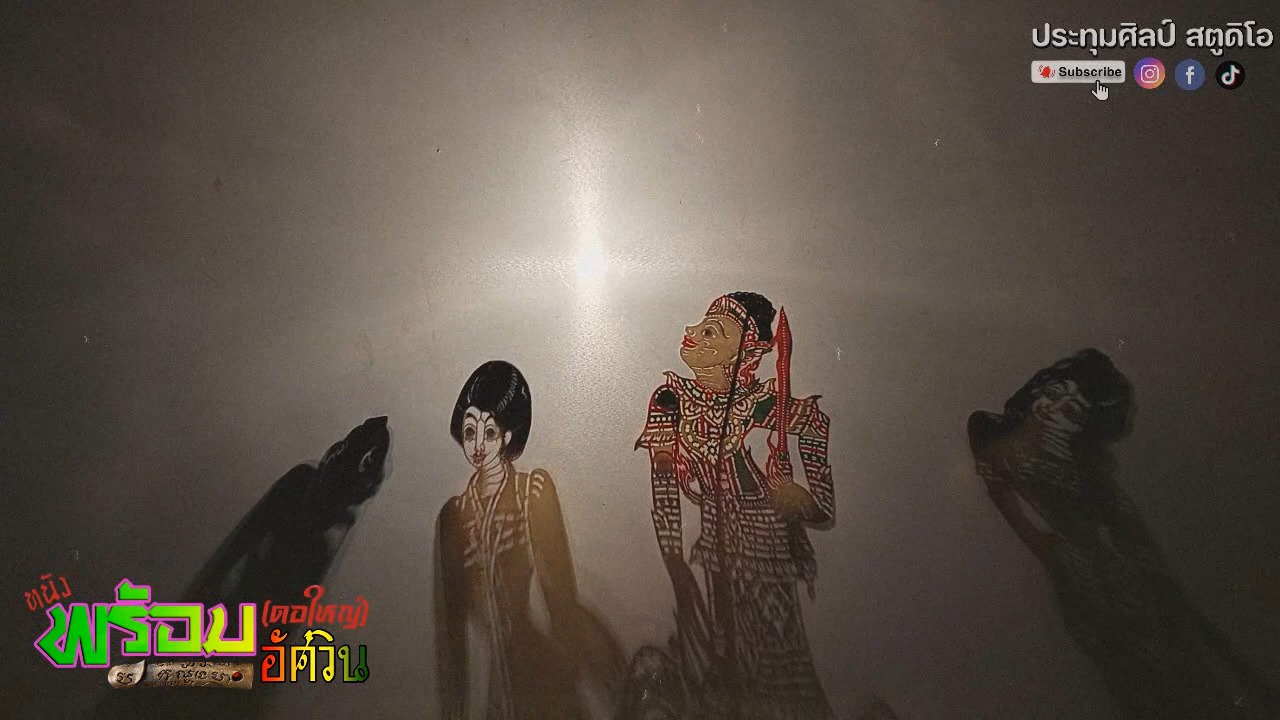 ประทุมศิลป์ สตูดิโอ
Subscribe
หนัง
พร้อม
(ดอใหญ่)
อัศวิน